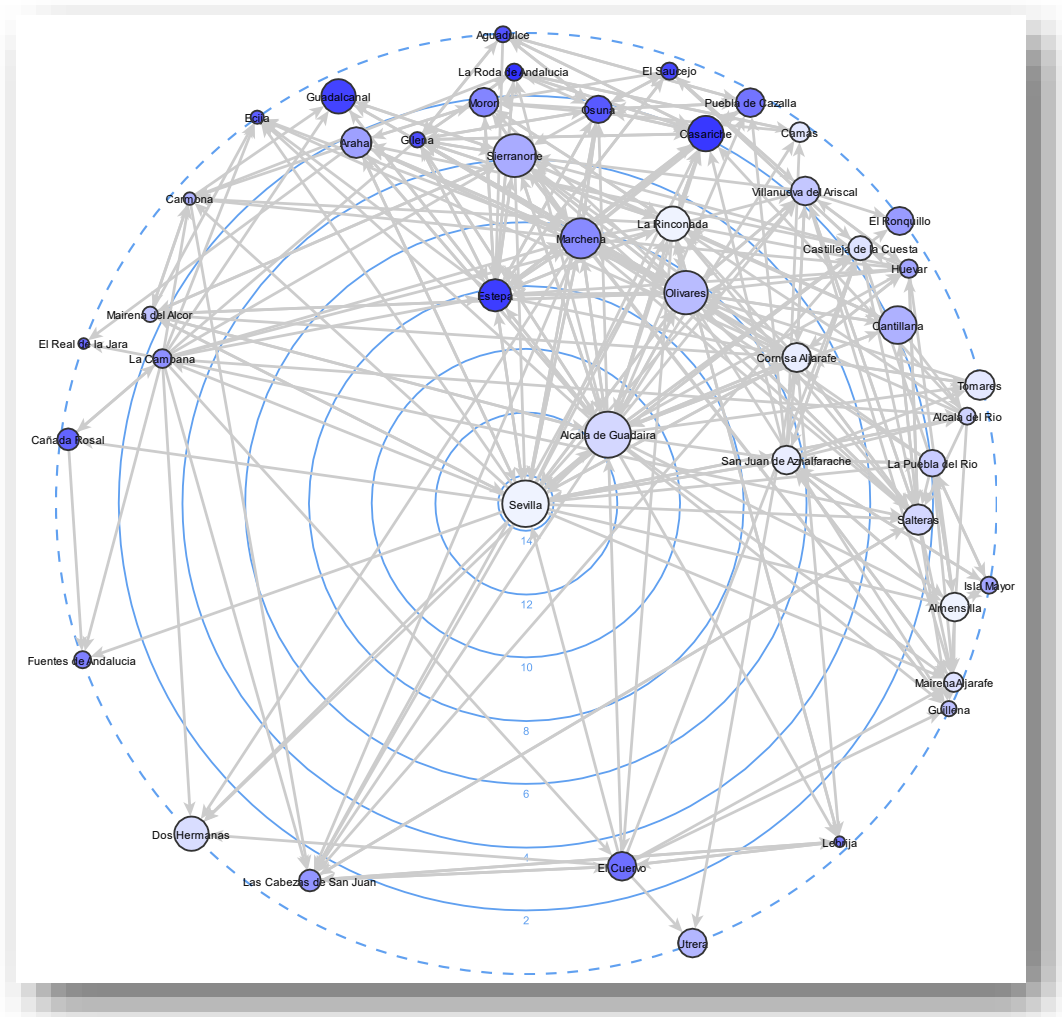 Aguadulce
La Roda de Andalucia
El Saucejo
Guadalcanal
Moron
Osuna
Puebla de Cazalla
Ecija
Casariche
Camas
Araha
Gilena
Sierranone
Carmona
Villanueva del Ariscal
El Ronquillo
La Rinconada
Marchena
Castilleja de la Cuesta
Huevar
Estepa
Olivares
Mairena del Alcor
Cantillana
El Real de la Jara
La Campana
Cornisa Aljarafe
Tomares
Alcala del Rio
Cañada Rosal
Alcala de Guadaira
San Juan de Aznalfarache
La Puebla del Rio
Sevilla
Salteras
14
Isla Mayor
12
Almensilla
Fuentes de Andalucia
10
MairenaAljarafe
Guillena
8
6
Dos Hermanas
Lebrija
4
El Cuervo
Las Cabezas de San Juan
2
Utrera